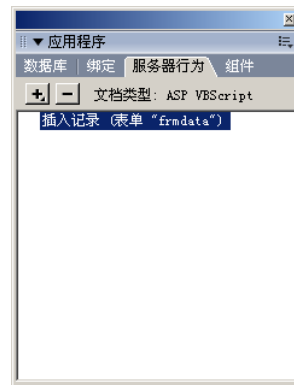 应用程序
数据库 绑定 服务器行为 组件
文档类型: ASP VBScript
插入记录 (表单 "frmdata")